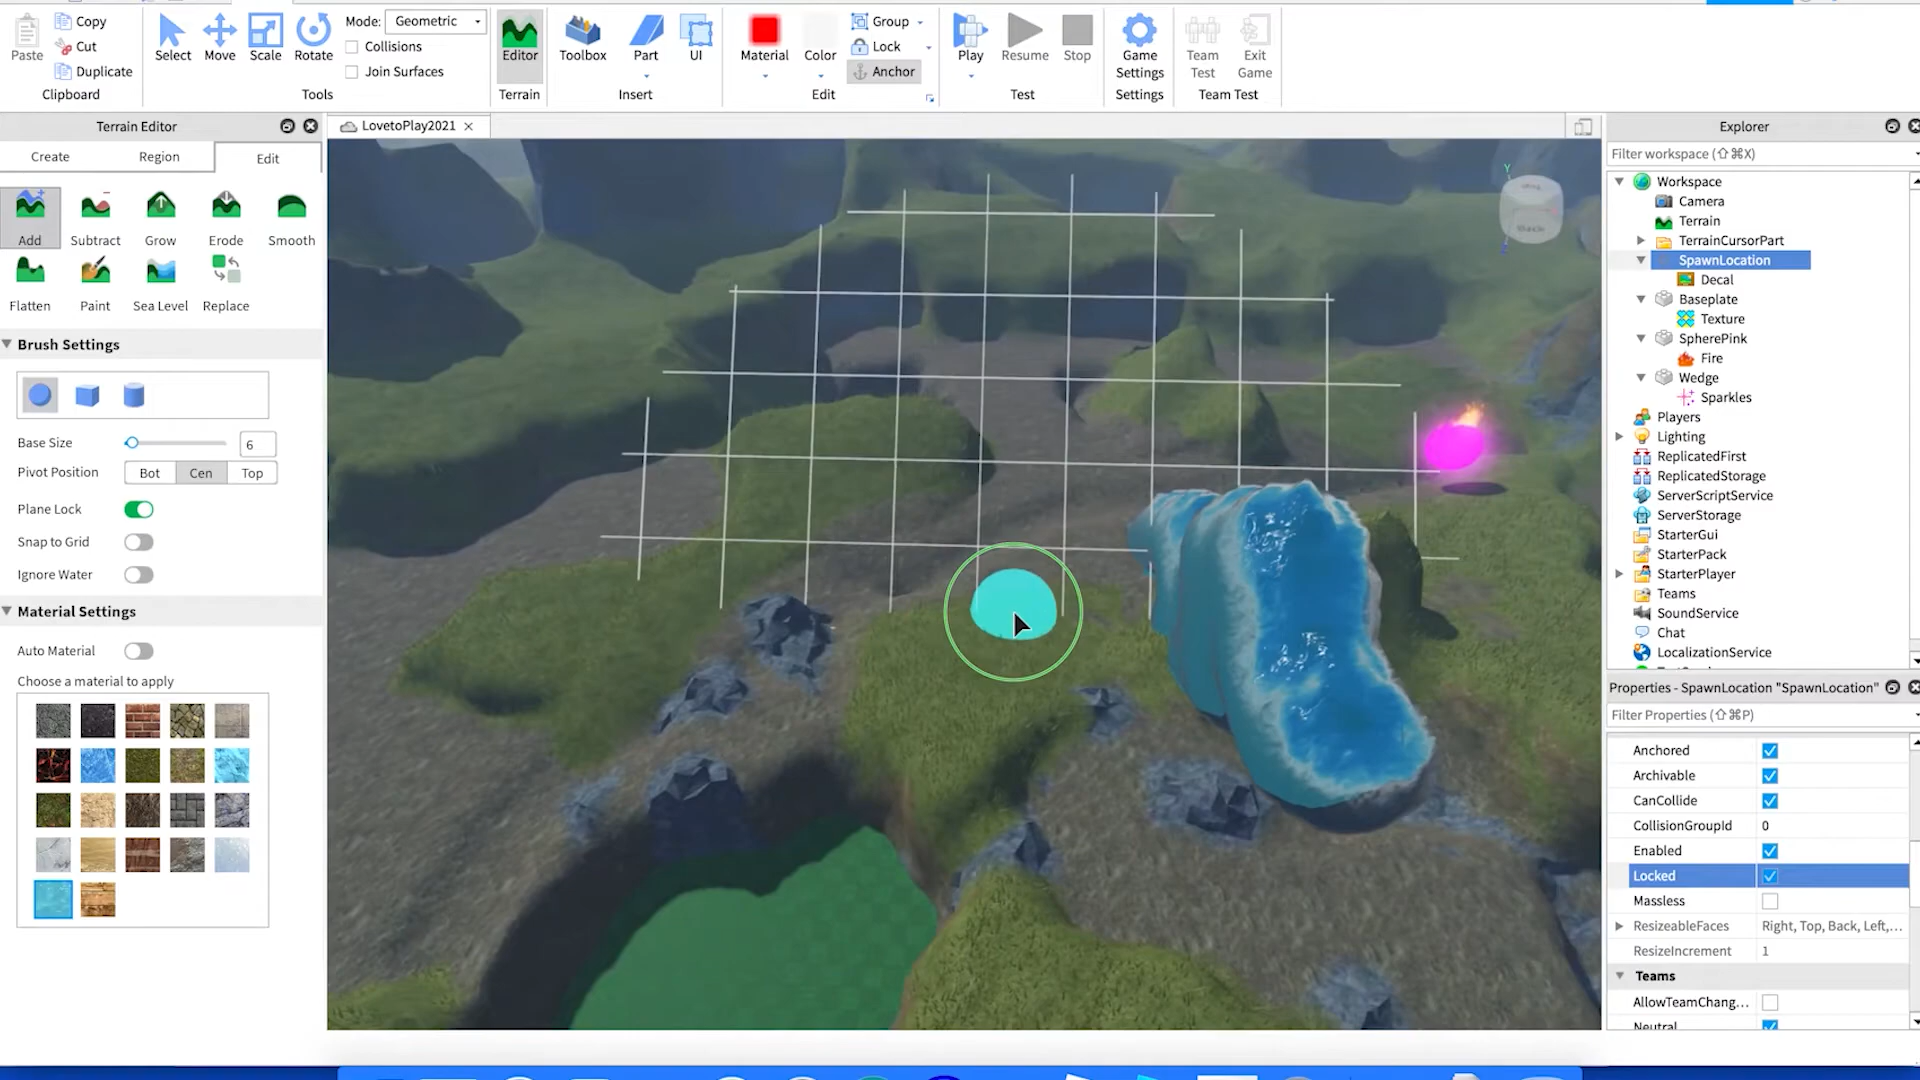 Copy
Cut
Duplicate
Paste
Clipboard
Select
Move
Scale
Rotate
Mode: Geometric
Collisions
Join Surfaces
Tools
Editor
Terrain
Toolbox
Part
UI
Insert
Material
Color
Group
Lock
Anchor
Edit
Play
Resume
Stop
Test
Game
Settings
Settings
Team
Test
Exit
Game
Team Test
Terrain Editor
Create
Region
Edit
Add
Subtract
Grow
Erode
Smooth
Flatten
Paint
Sea Level
Replace
Brush Settings
Base Size
6
Pivot Position
Bot
Cen
Top
Plane Lock
Snap to Grid
Ignore Water
Material Settings
Auto Material
Choose a material to apply
LovetoPlay2021
Y
Explorer
Filter workspace (⇧⌘X)
Workspace
Camera
Terrain
TerrainCursorPart
SpawnLocation
Decal
Baseplate
Texture
SpherePink
Fire
Wedge
Sparkles
Players
Lighting
ReplicatedFirst
ReplicatedStorage
ServerScriptService
ServerStorage
StarterGui
StarterPack
StarterPlayer
Teams
SoundService
Chat
LocalizationService
Properties - SpawnLocation "SpawnLocation"
Filter Properties (⇧⌘P)
Anchored
Archivable
CanCollide
CollisionGroupId 0
Enabled
Locked
Massless
ResizeableFaces Right, Top, Back, Left,...
ResizeIncrement 1
Teams
AllowTeamChang...
Neutral